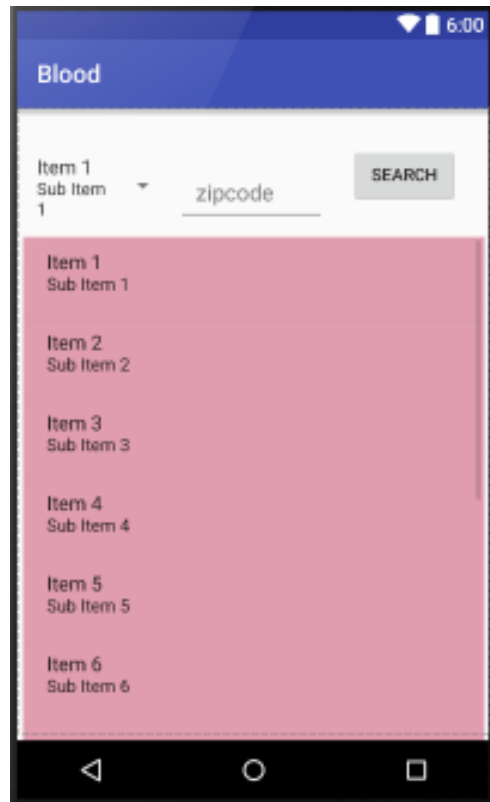 6:00
Blood
Item 1
Sub Item
1
zipcode
SEARCH
Item 1
Sub Item 1
Item 2
Sub Item 2
Item 3
Sub Item 3
Item 4
Sub Item 4
Item 5
Sub Item 5
Item 6
Sub Item 6